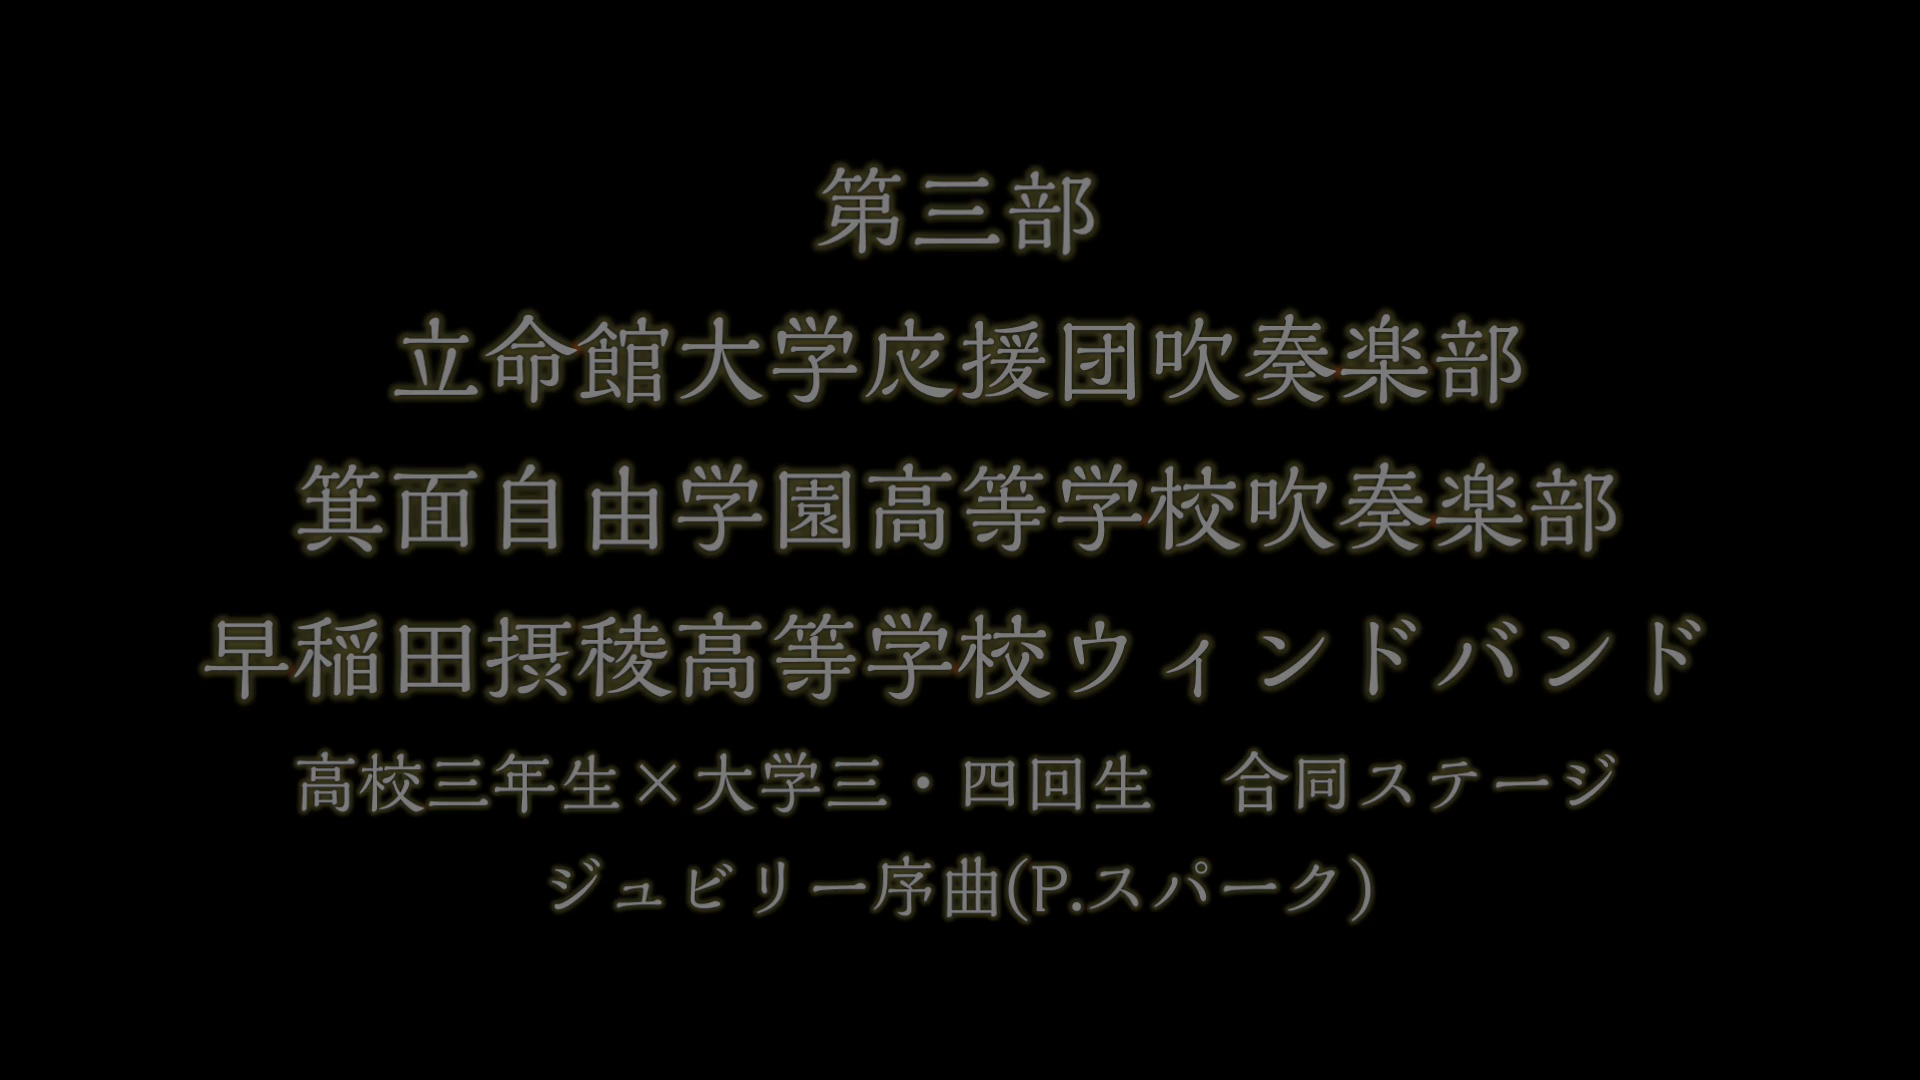 第三部
立命館大学応援団吹奏楽部
箕面自由学園高等学校吹奏楽部
早稲田摂稜高等学校ウィンドバンド
高校三年生×大学三・四回生　合同ステージ
ジュビリー序曲(P.スパーク)